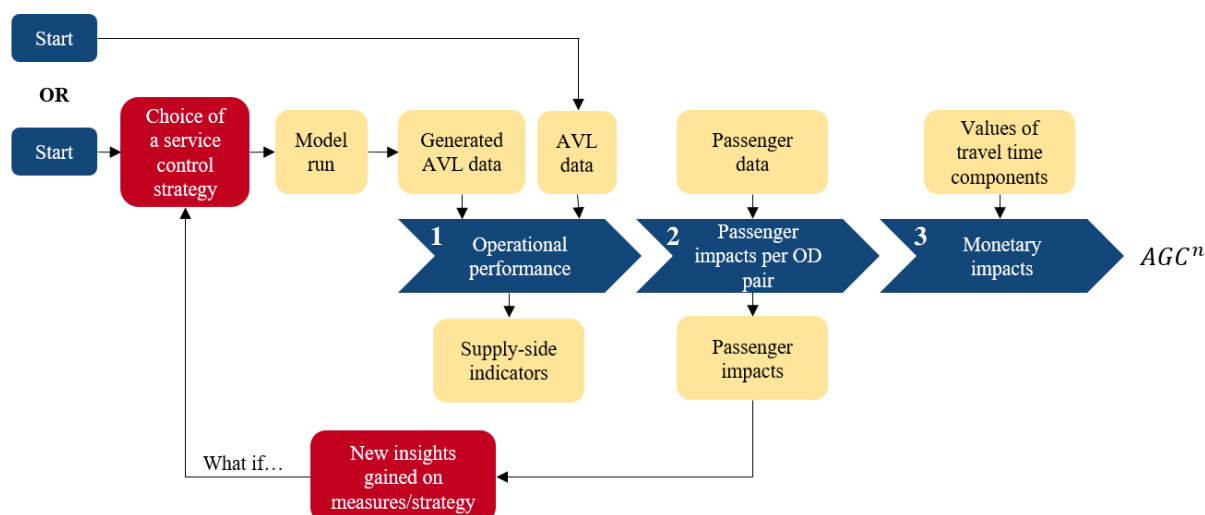 Start
OR
Start
Choice of
a service
control
strategy
Model
run
Generated
AVL data
AVL
data
Passenger
data
Values of
travel time
components
1
Operational
performance
2
Passenger
impacts per OD
pair
3
Monetary
impacts
AGCⁿ
Supply-side
indicators
Passenger
impacts
What if…
New insights
gained on
measures/strategy